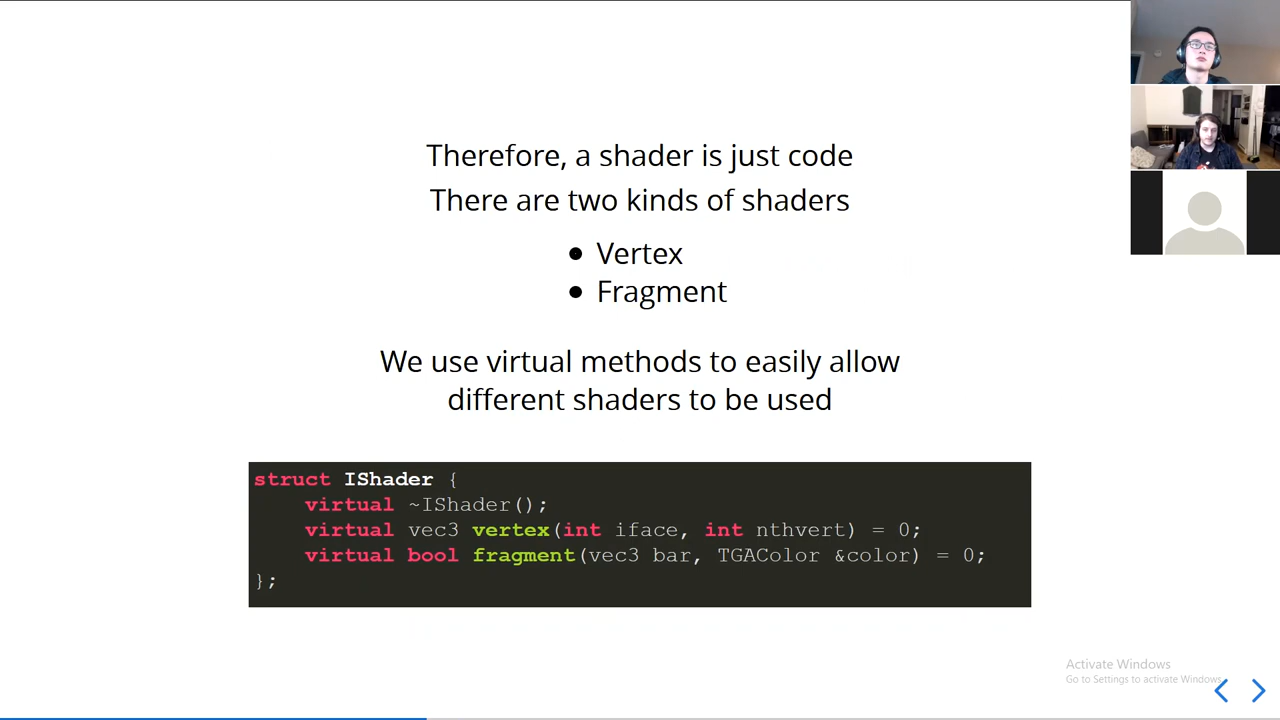 Therefore, a shader is just code
There are two kinds of shaders
● Vertex
● Fragment
We use virtual methods to easily allow
different shaders to be used
struct IShader {
    virtual ~IShader();
    virtual vec3 vertex(int iface, int nthvert) = 0;
    virtual bool fragment(vec3 bar, TGAColor &color) = 0;
};
Activate Windows
Go to Settings to activate Windows.